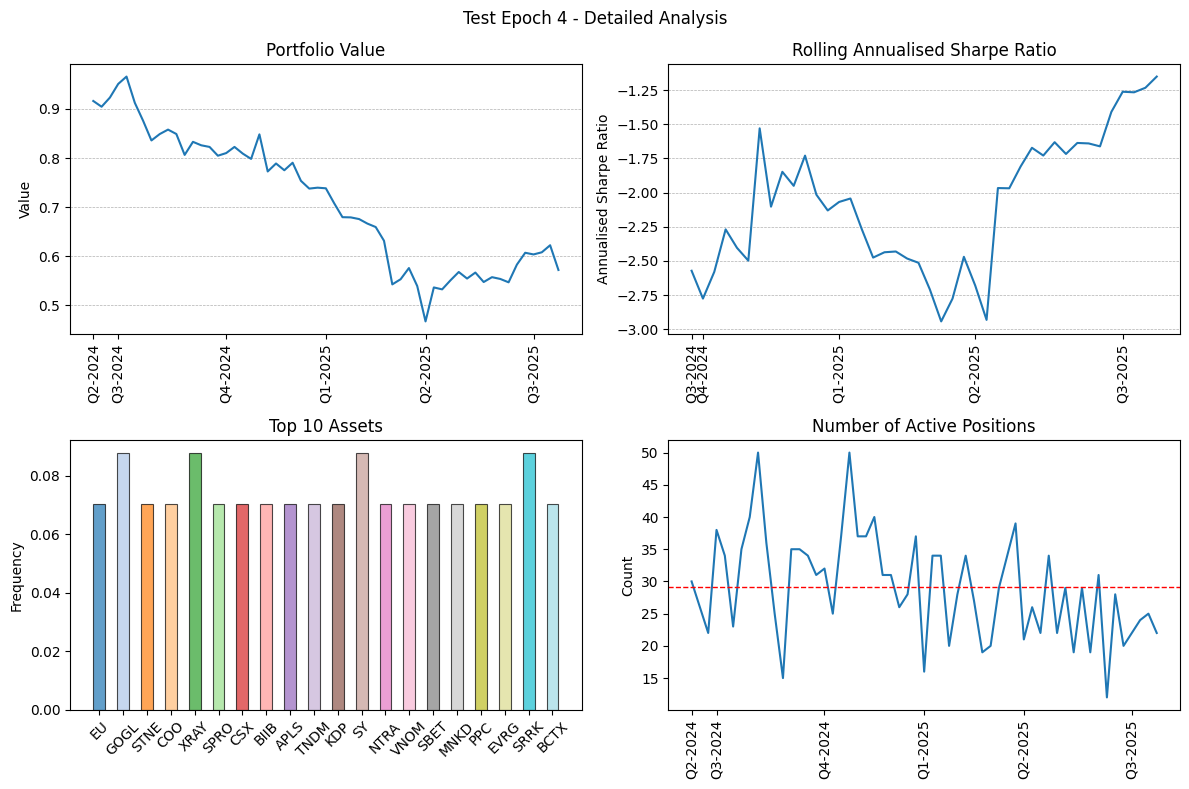 Test Epoch 4 - Detailed Analysis
Portfolio Value
Value
0.9
0.8
0.7
0.6
0.5
Q2-2024
Q3-2024
Q4-2024
Q1-2025
Q2-2025
Q3-2025
Rolling Annualised Sharpe Ratio
Annualised Sharpe Ratio
−1.25
−1.50
−1.75
−2.00
−2.25
−2.50
−2.75
−3.00
Q3-2024
Q4-2024
Q1-2025
Q2-2025
Q3-2025
Top 10 Assets
Frequency
0.08
0.06
0.04
0.02
0.00
EU
GOGL
STNE
COO
XRAY
SPRO
CSX
BIIB
APLS
TNDM
KDP
SY
NTRA
VNOM
SBET
MNKD
PPC
EVRG
SRRK
BCTX
Number of Active Positions
Count
50
45
40
35
30
25
20
15
Q2-2024
Q3-2024
Q4-2024
Q1-2025
Q2-2025
Q3-2025